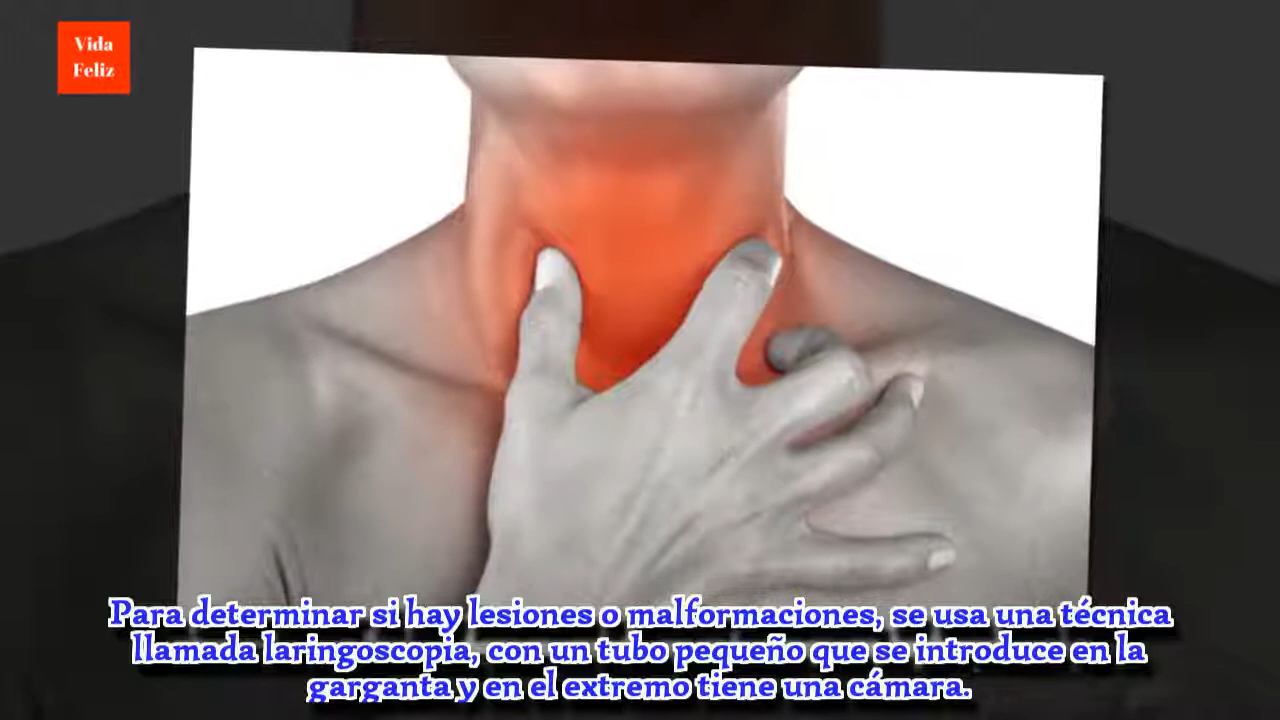 Vida
Feliz
Para determinar si hay lesiones o malformaciones, se usa una técnica
llamada laringoscopia, con un tubo pequeño que se introduce en la
garganta y en el extremo tiene una cámara.